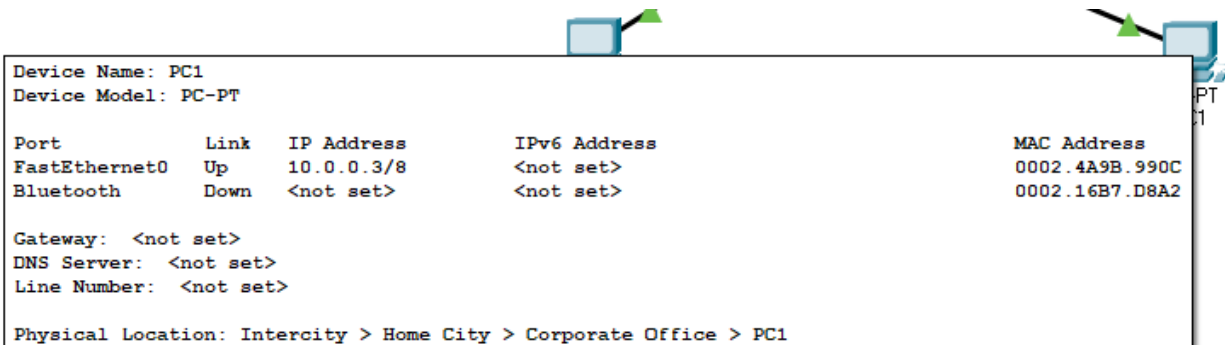 Device Name: PC1
Device Model: PC-PT
Port Link IP Address IPv6 Address MAC Address
FastEthernet0 Up 10.0.0.3/8 <not set> 0002.4A9B.990C
Bluetooth Down <not set> <not set> 0002.16B7.D8A2
Gateway: <not set>
DNS Server: <not set>
Line Number: <not set>
Physical Location: Intercity > Home City > Corporate Office > PC1
-PT
C1